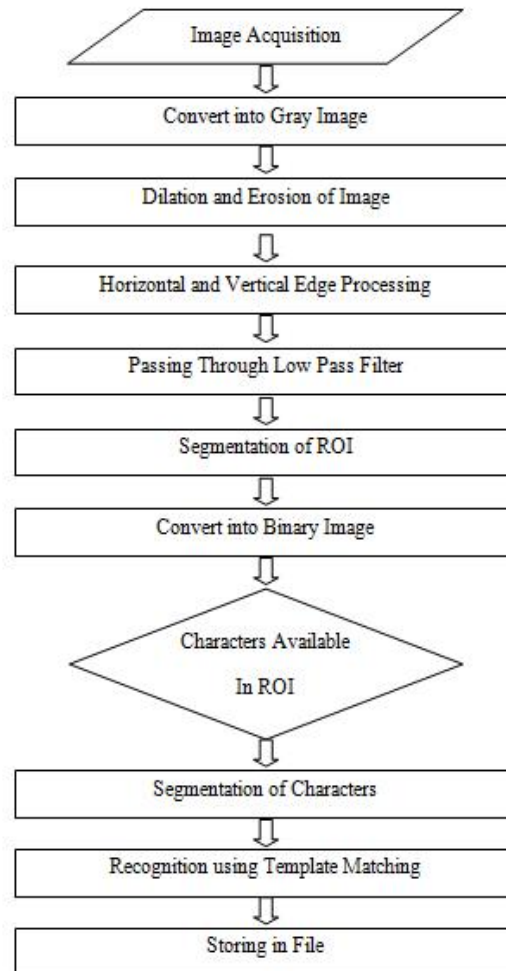 Image Acquisition
Convert into Gray Image
Dilation and Erosion of Image
Horizontal and Vertical Edge Processing
Passing Through Low Pass Filter
Segmentation of ROI
Convert into Binary Image
Characters Available
In ROI
Segmentation of Characters
Recognition using Template Matching
Storing in File